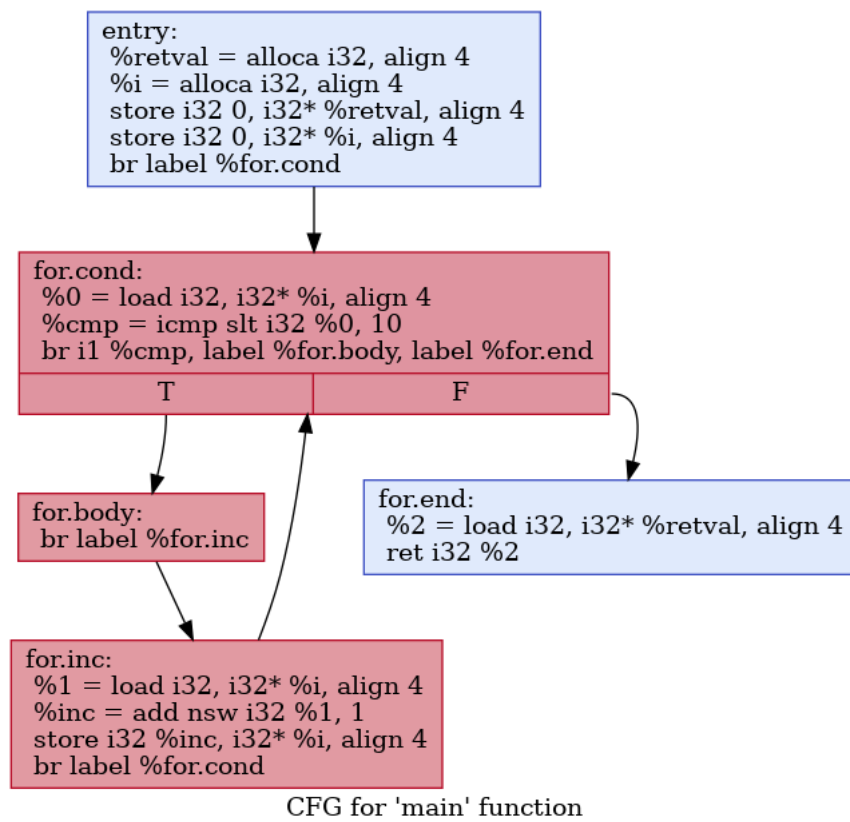 entry:
%retval = alloca i32, align 4
%i = alloca i32, align 4
store i32 0, i32* %retval, align 4
store i32 0, i32* %i, align 4
br label %for.cond
for.cond:
%0 = load i32, i32* %i, align 4
%cmp = icmp slt i32 %0, 10
br i1 %cmp, label %for.body, label %for.end
T F
for.body:
br label %for.inc
for.end:
%2 = load i32, i32* %retval, align 4
ret i32 %2
for.inc:
%1 = load i32, i32* %i, align 4
%inc = add nsw i32 %1, 1
store i32 %inc, i32* %i, align 4
br label %for.cond
CFG for 'main' function